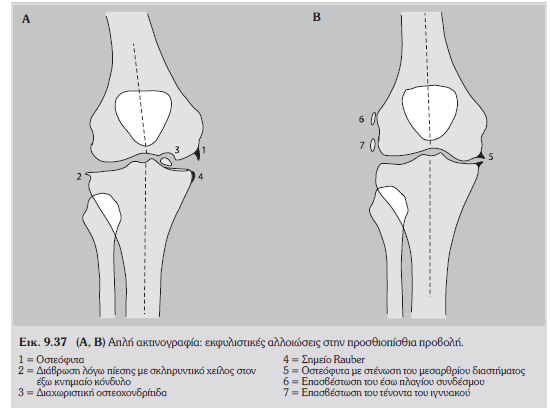 A
B
1
2
3
4
5
6
7
Εικ. 9.37 (Α, Β) Απλή ακτινογραφία: εκφυλιστικές αλλοιώσεις στην προσθιοπίσθια προβολή.
1 = Οστεόφυτα
2 = Διάβρωση λόγω πίεσης με σκληρυντικό χείλος στον
έξω κνημιαίο κόνδυλο
3 = Διαχωριστική οστεοχονδρίτιδα
4 = Σημείο Rauber
5 = Οστεόφυτα με στένωση του μεσαρθρίου διαστήματος
6 = Επασβέστωση του έσω πλαγίου συνδέσμου
7 = Επασβέστωση του τένοντα του ιγνυακού